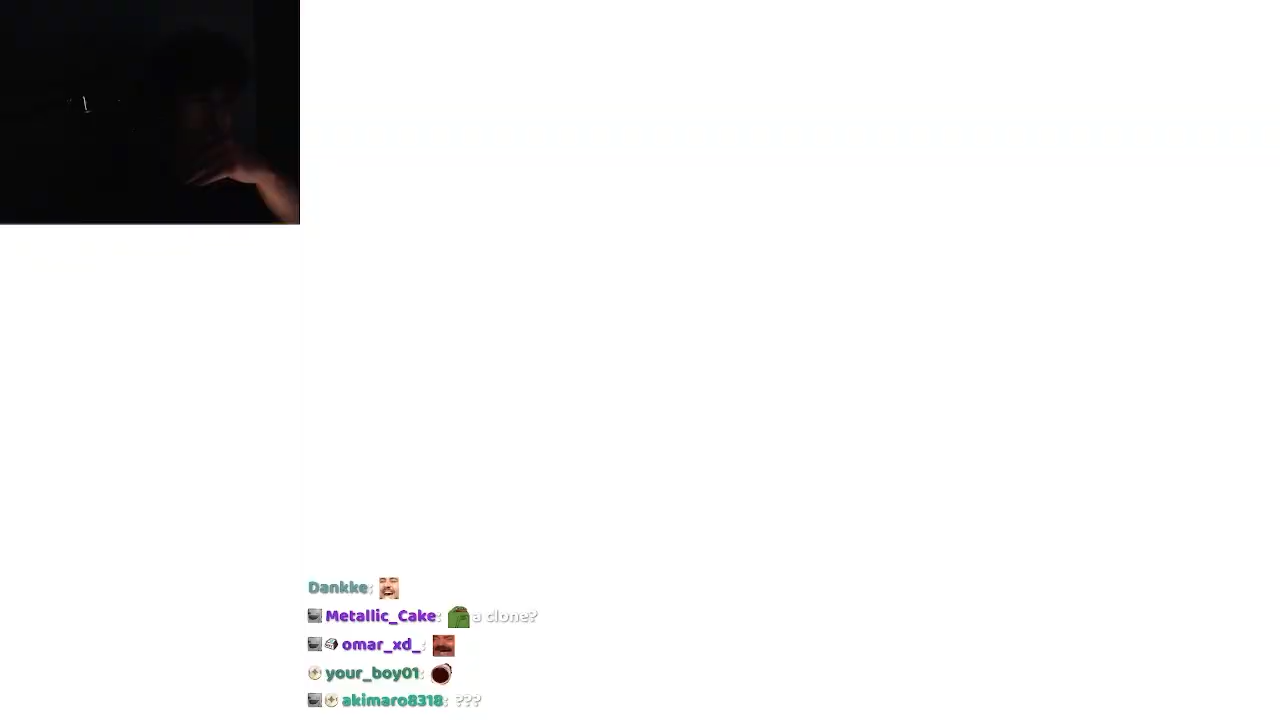 Dankke:
Metallic_Cake: a clone?
omar_xd_:
your_boy01:
akimaro8318: ???